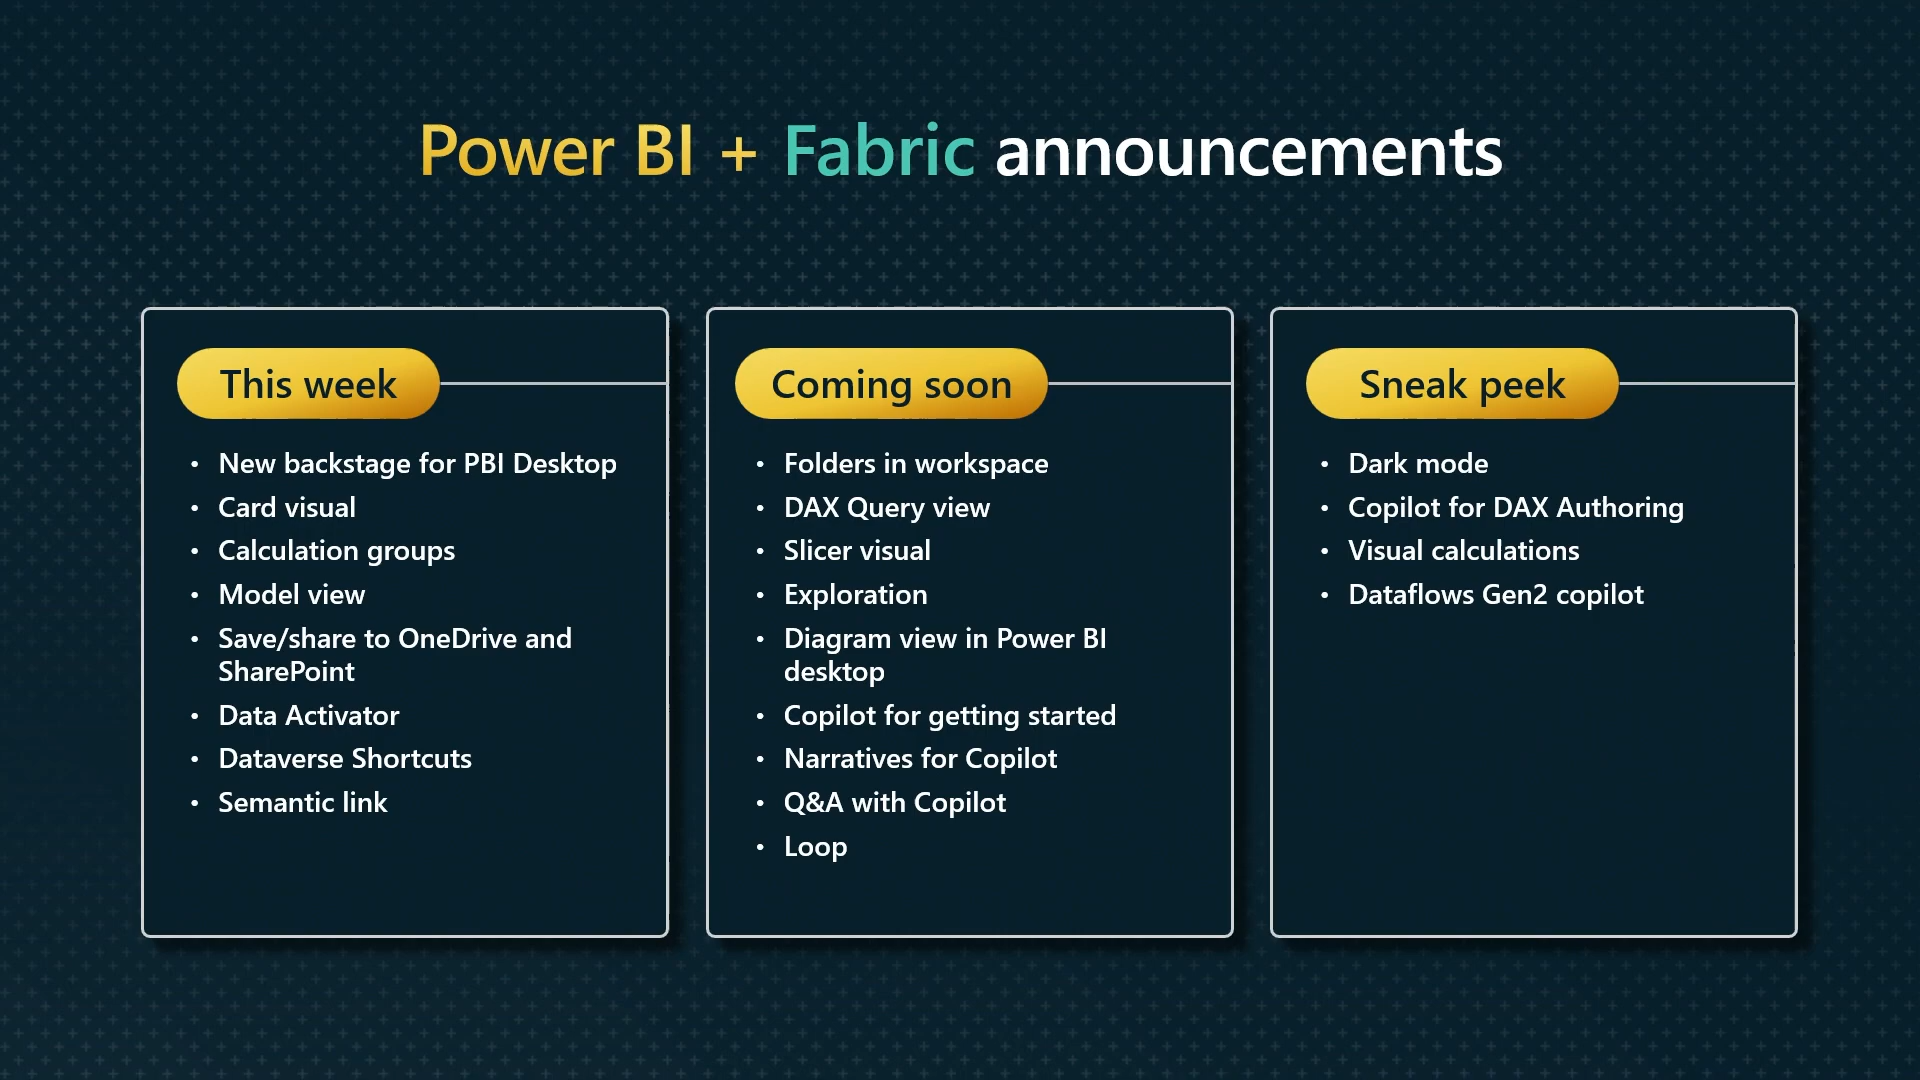 Power BI + Fabric announcements
This week
• New backstage for PBI Desktop
• Card visual
• Calculation groups
• Model view
• Save/share to OneDrive and
SharePoint
• Data Activator
• Dataverse Shortcuts
• Semantic link
Coming soon
• Folders in workspace
• DAX Query view
• Slicer visual
• Exploration
• Diagram view in Power BI
desktop
• Copilot for getting started
• Narratives for Copilot
• Q&A with Copilot
• Loop
Sneak peek
• Dark mode
• Copilot for DAX Authoring
• Visual calculations
• Dataflows Gen2 copilot